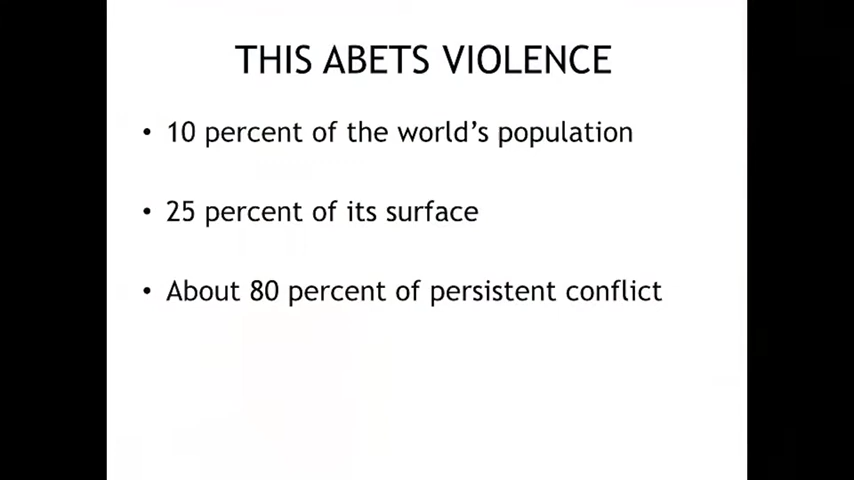 THIS ABETS VIOLENCE
• 10 percent of the world’s population
• 25 percent of its surface
• About 80 percent of persistent conflict